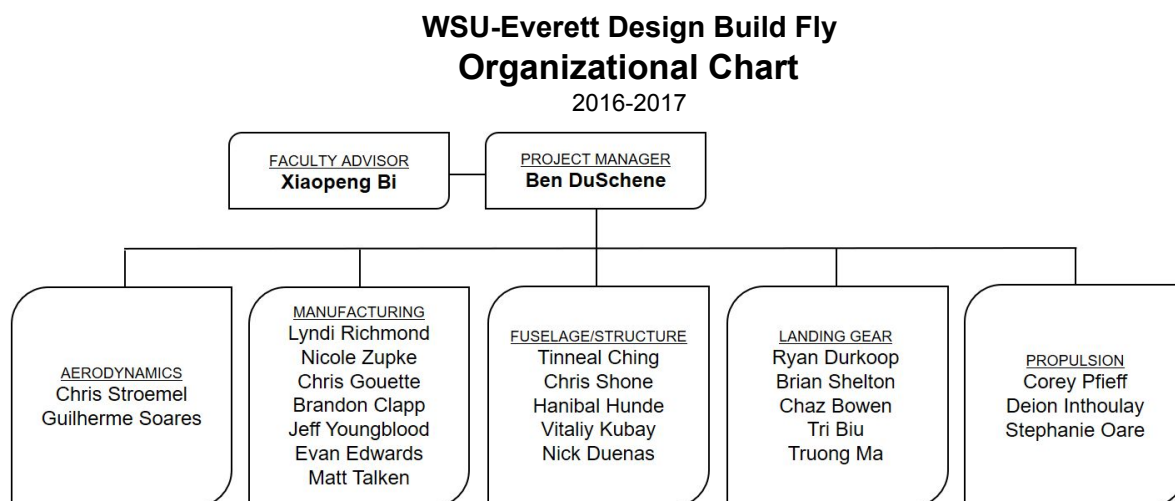 WSU-Everett Design Build Fly
Organizational Chart
2016-2017
FACULTY ADVISOR
Xiaopeng Bi
PROJECT MANAGER
Ben DuSchene
AERODYNAMICS
Chris Stroemel
Guilherme Soares
MANUFACTURING
Lyndi Richmond
Nicole Zupke
Chris Gouette
Brandon Clapp
Jeff Youngblood
Evan Edwards
Matt Talken
FUSELAGE/STRUCTURE
Tinneal Ching
Chris Shone
Hanibal Hunde
Vitaliy Kubay
Nick Duenas
LANDING GEAR
Ryan Durkoop
Brian Shelton
Chaz Bowen
Tri Biu
Truong Ma
PROPULSION
Corey Pfieff
Deion Inthoulay
Stephanie Oare